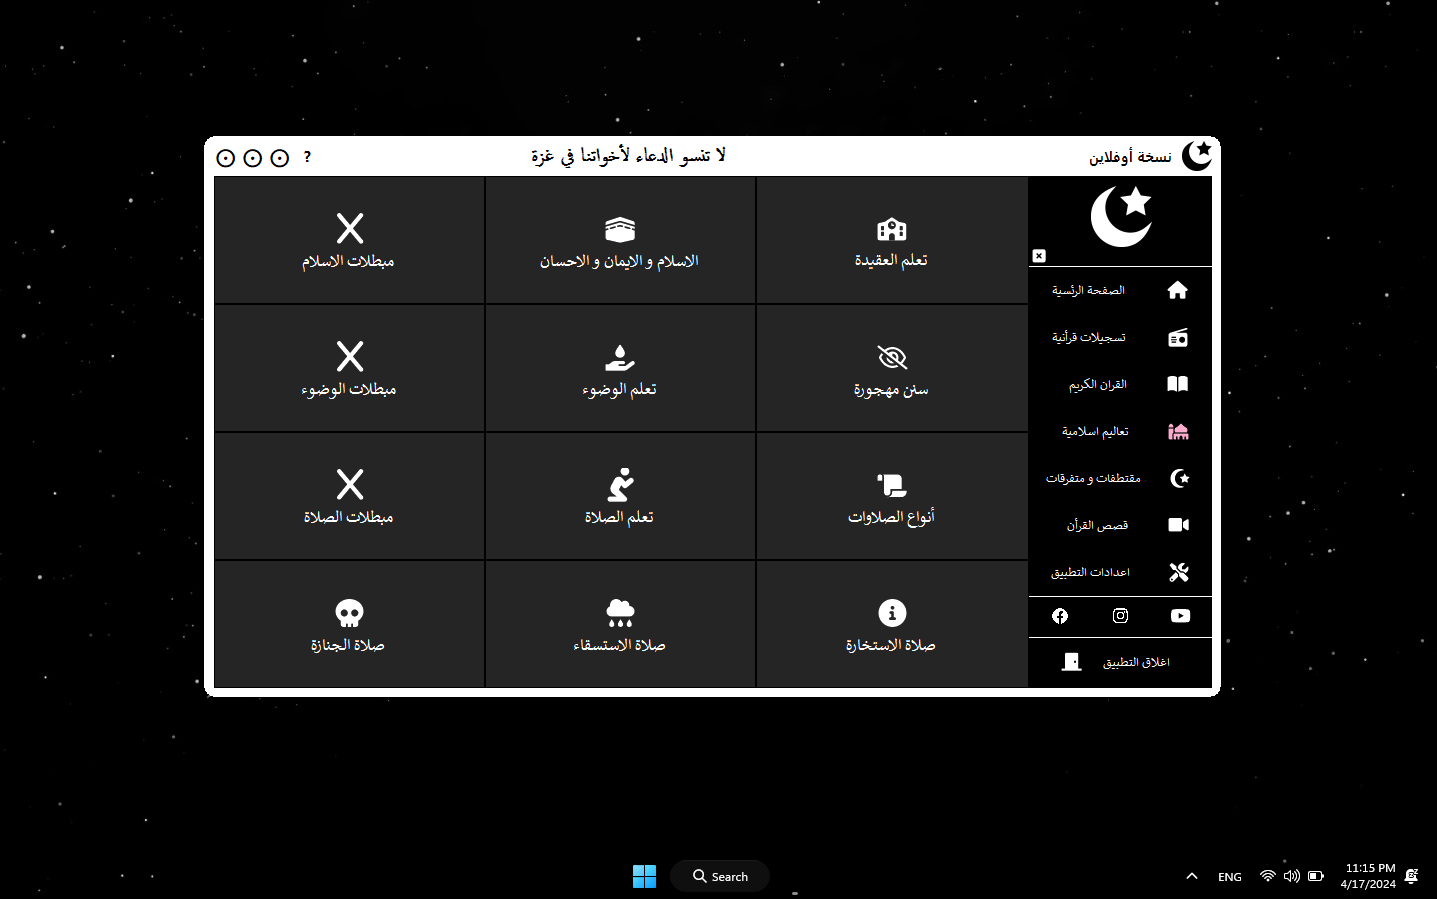 نسخة أوفلاين
لا تنسو الدعاء لأخواتنا في غزة
?
الصفحة الرئسية
تسجيلات قرأنية
القران الكريم
تعاليم اسلامية
مقتطفات و متفرقات
قصص القرأن
اعدادات التطبيق
اغلاق التطبيق
تعلم العقيدة
الاسلام و الايمان و الاحسان
مبطلات الاسلام
سنن مهجورة
تعلم الوضوء
مبطلات الوضوء
أنواع الصلاوات
تعلم الصلاة
مبطلات الصلاة
صلاة الاستخارة
صلاة الاستسقاء
صلاة الجنازة
Search
ENG
11:15 PM
4/17/2024